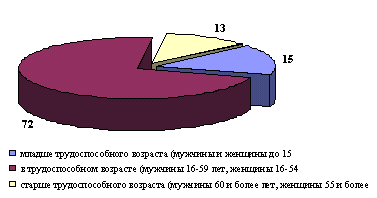 13
15
72
младше трудоспособного возраста (мужчины и женщины до 15
в трудоспособном возрасте (мужчины 16-59 лет, женщины 16-54
старше трудоспособного возраста (мужчины 60 и более лет, женщины 55 и более